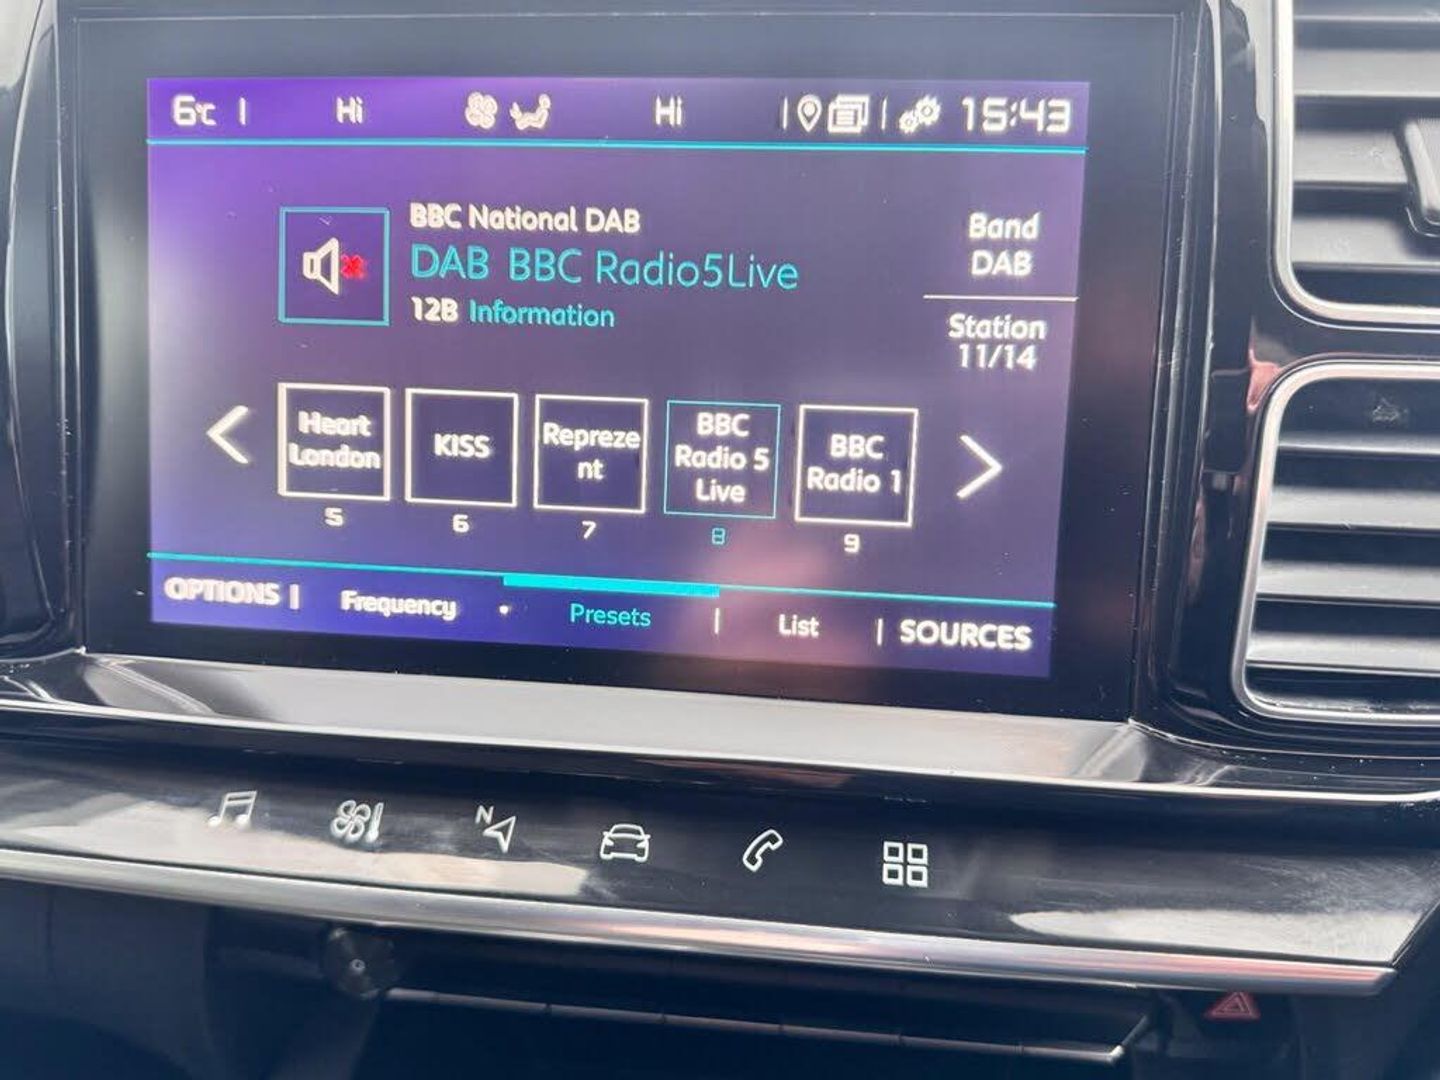 6°C Hi Hi 15:43
BBC National DAB
DAB BBC Radio5Live
12B Information
Band
DAB
Station
11/14
Heart
London
5
KISS
6
Repreze
nt
7
BBC
Radio 5
Live
8
BBC
Radio 1
9
OPTIONS Frequency Presets List SOURCES
N